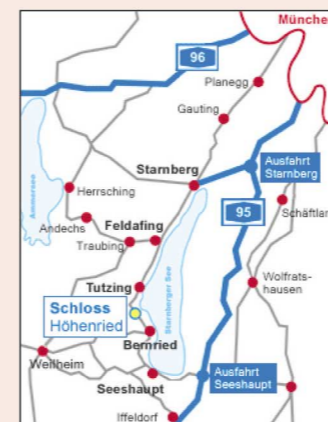 Münche
96
Planegg
Gauting
Starnberg
Ausfahrt
Starnberg
Ammersee
Herrsching
95
Schäftlar
Andechs
Feldafing
Traubing
Starnberger See
Wolfrats-
hausen
Tutzing
Schloss
Höhenried
Bernried
Weilheim
Seeshaupt
Ausfahrt
Seeshaupt
Iffeldorf